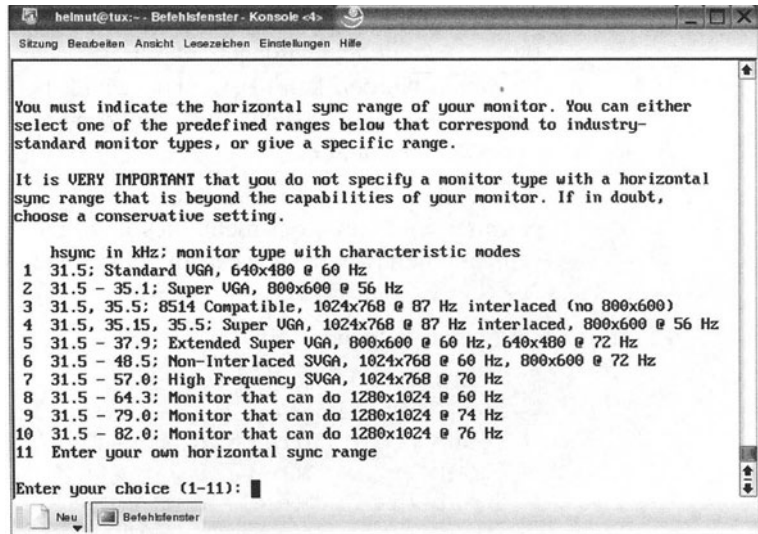 helmut@tux:~ - Befehlsfenster - Konsole <4>
Sitzung Bearbeiten Ansicht Lesezeichen Einstellungen Hilfe
You must indicate the horizontal sync range of your monitor. You can either
select one of the predefined ranges below that correspond to industry-
standard monitor types, or give a specific range.
It is VERY IMPORTANT that you do not specify a monitor type with a horizontal
sync range that is beyond the capabilities of your monitor. If in doubt,
choose a conservative setting.
hsync in kHz; monitor type with characteristic modes
1 31.5; Standard VGA, 640x480 @ 60 Hz
2 31.5 - 35.1; Super VGA, 800x600 @ 56 Hz
3 31.5, 35.5; 8514 Compatible, 1024x768 @ 87 Hz interlaced (no 800x600)
4 31.5, 35.15, 35.5; Super VGA, 1024x768 @ 87 Hz interlaced, 800x600 @ 56 Hz
5 31.5 - 37.9; Extended Super VGA, 800x600 @ 60 Hz, 640x480 @ 72 Hz
6 31.5 - 48.5; Non-Interlaced SVGA, 1024x768 @ 60 Hz, 800x600 @ 72 Hz
7 31.5 - 57.0; High Frequency SVGA, 1024x768 @ 70 Hz
8 31.5 - 64.3; Monitor that can do 1280x1024 @ 60 Hz
9 31.5 - 79.0; Monitor that can do 1280x1024 @ 74 Hz
10 31.5 - 82.0; Monitor that can do 1280x1024 @ 76 Hz
11 Enter your own horizontal sync range
Enter your choice (1-11):
Neu Befehlsfenster